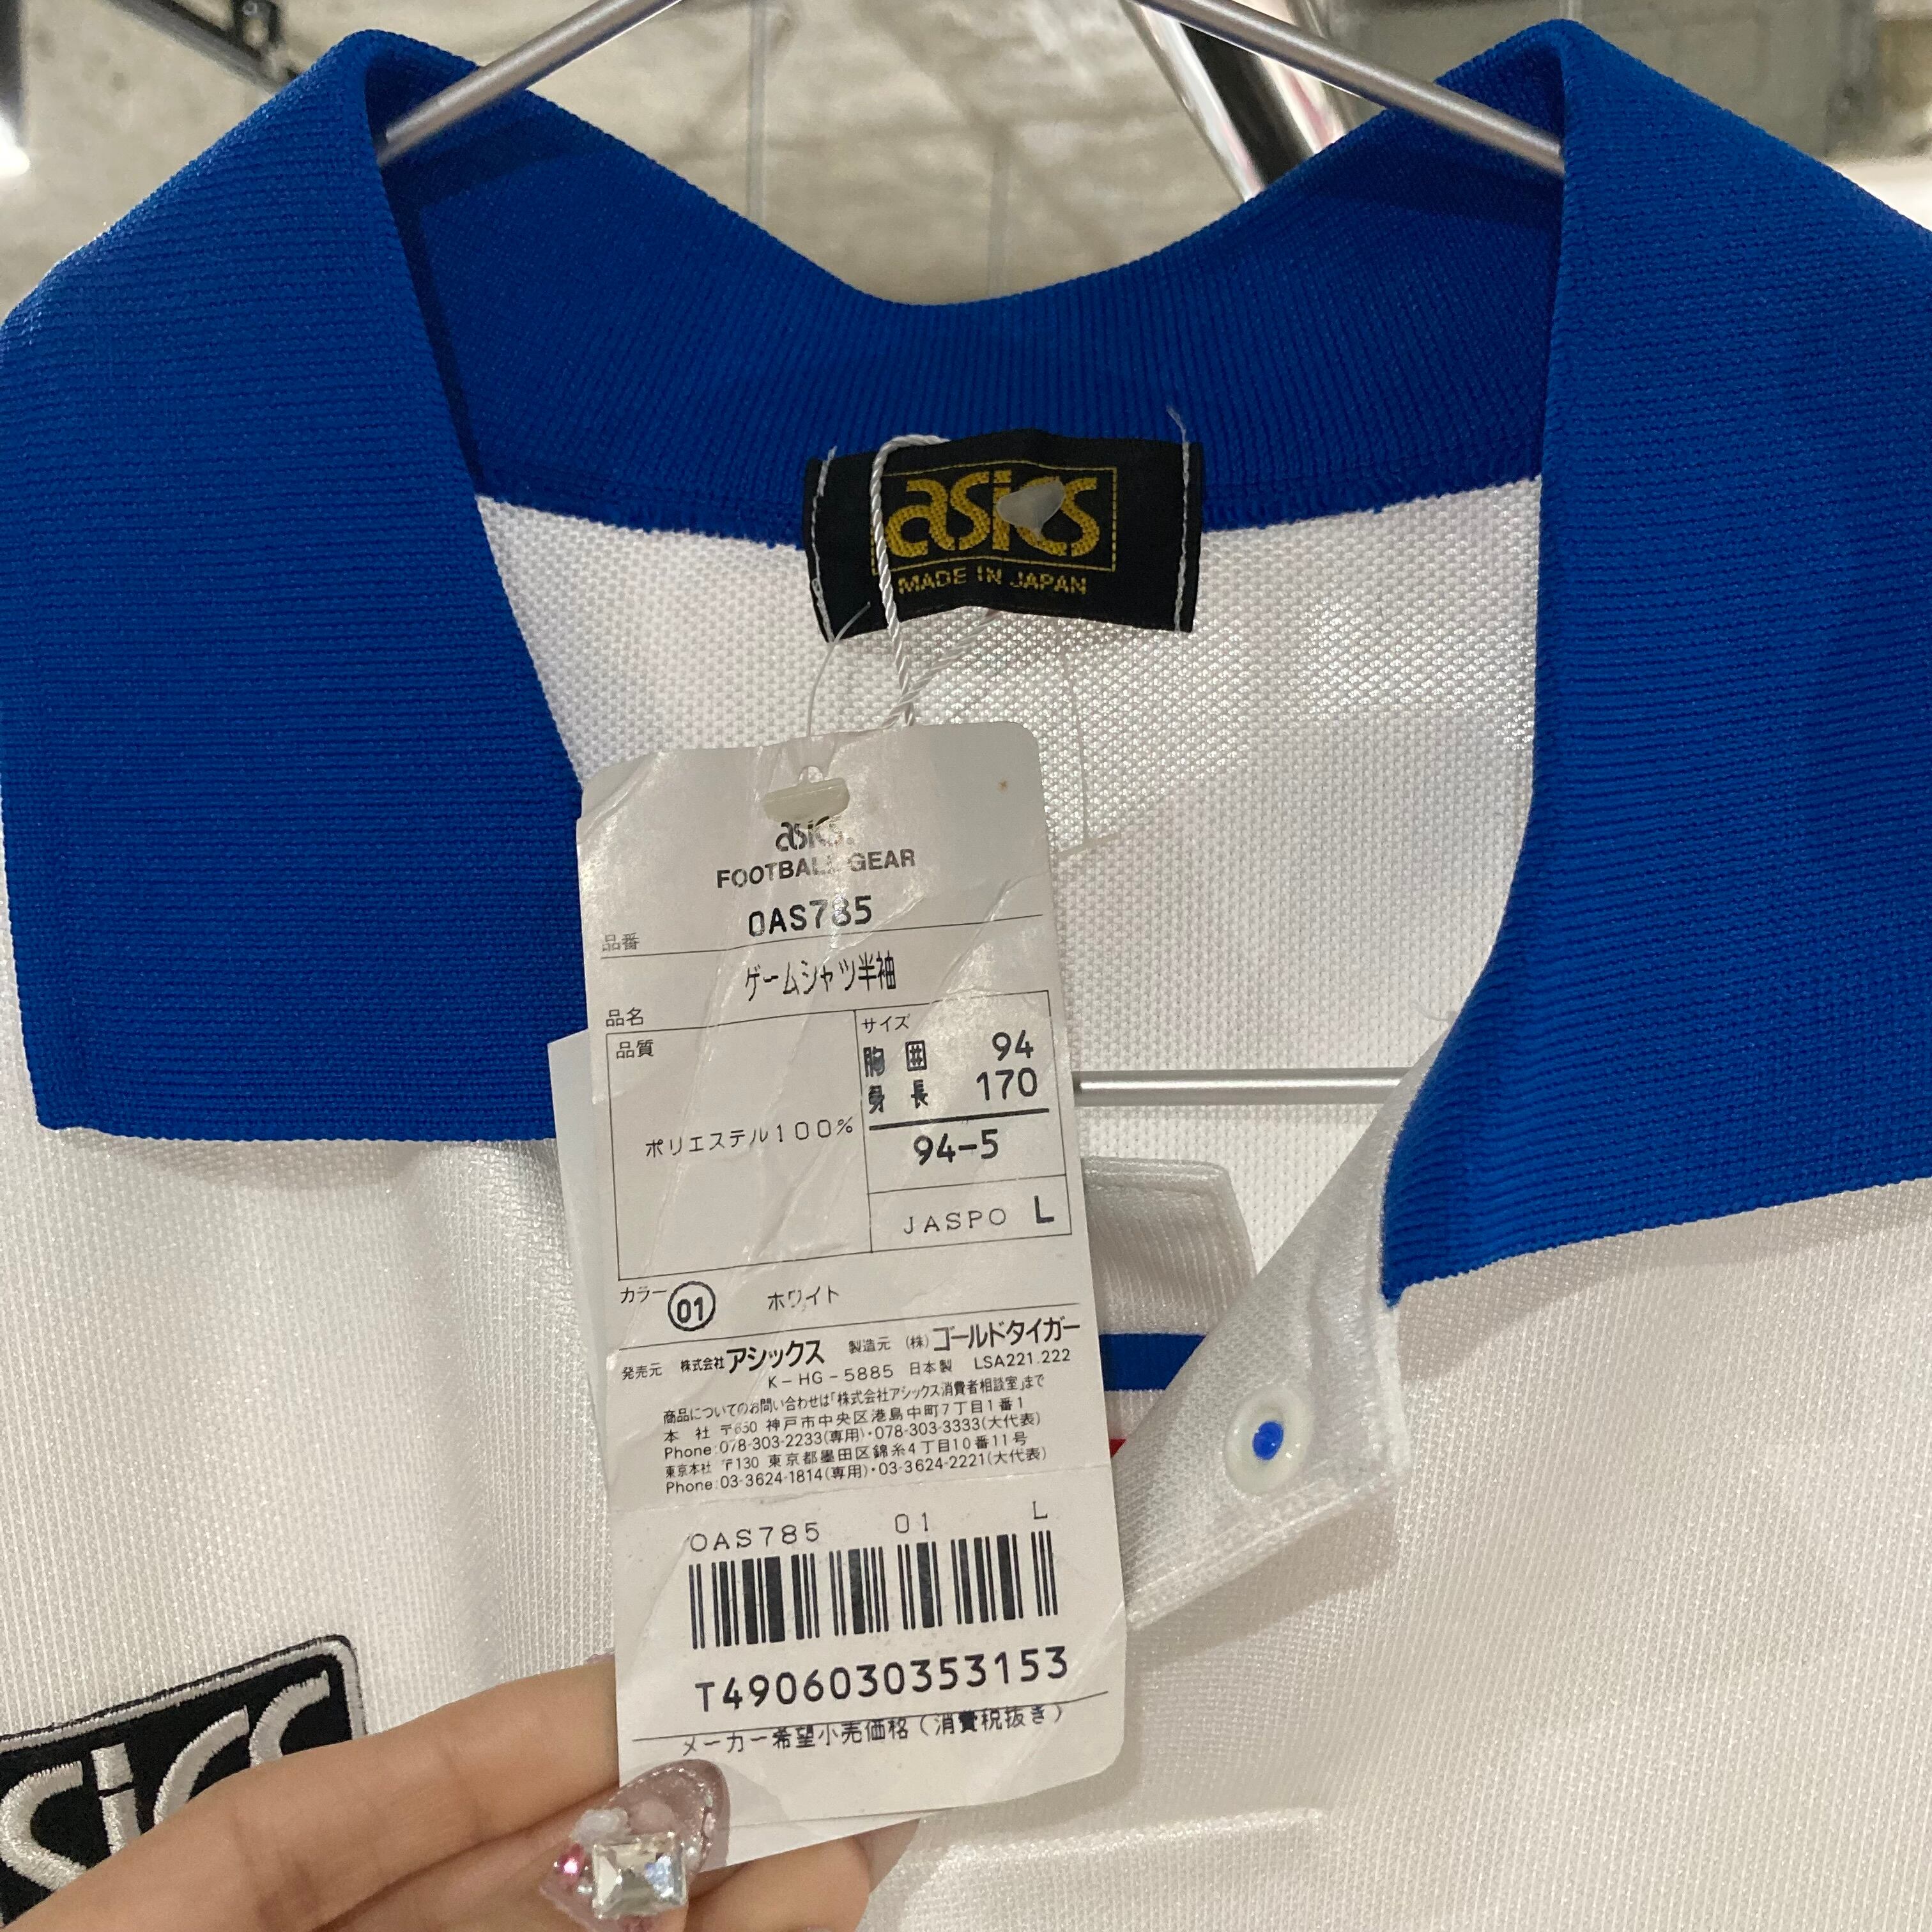 asics
MADE IN JAPAN
asics
FOOTBALL GEAR
品番 0AS785
品名 ゲームシャツ半袖
品質
ポリエステル100%
サイズ
胸囲 94
身長 170
94-5
JASPO L
カラー 01 ホワイト
発売元 株式会社アシックス 製造元 (株)ゴールドタイガー
K-HG-5885 日本製 LSA221.222
商品についてのお問い合わせは「株式会社アシックス消費者相談室」まで
本社 〒650 神戸市中央区港島中町7丁目1番1
Phone:078-303-2233(専用)・078-303-3333(大代表)
東京本社 〒130 東京都墨田区錦糸4丁目10番11号
Phone:03-3624-1814(専用)・03-3624-2221(大代表)
0AS785 01 L
T4906030353153
メーカー希望小売価格(消費税抜き)
sics